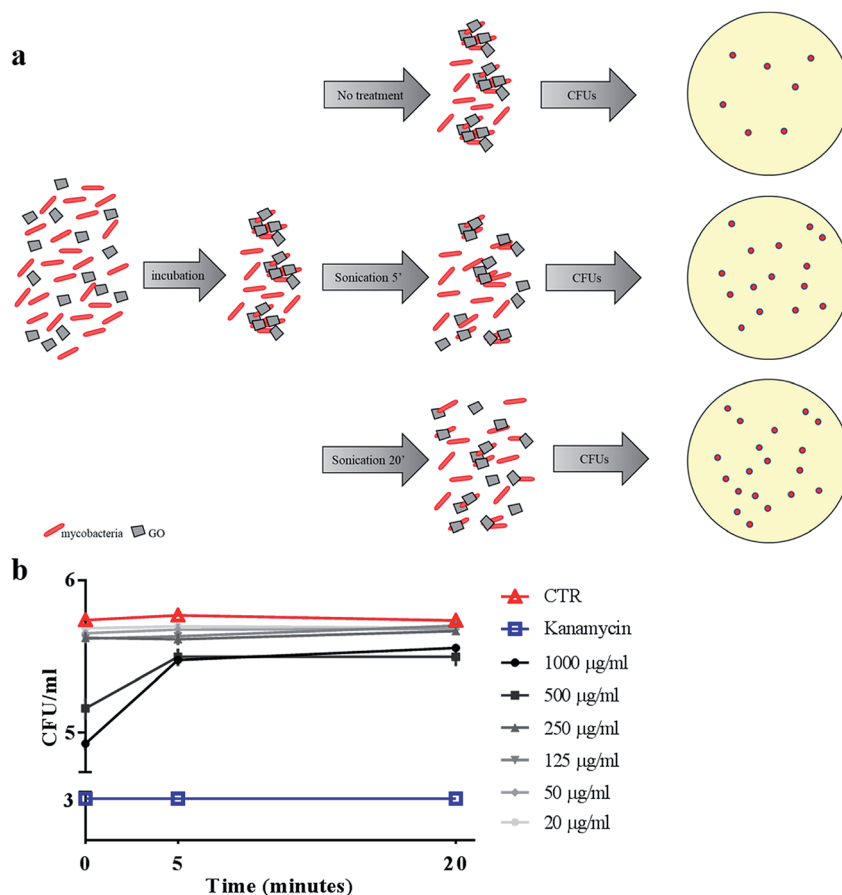 a
No treatment
CFUs
incubation
Sonication 5'
CFUs
Sonication 20'
CFUs
mycobacteria
GO
b
6
5
3
CFU/ml
0
5
20
Time (minutes)
CTR
Kanamycin
1000 µg/ml
500 µg/ml
250 µg/ml
125 µg/ml
50 µg/ml
20 µg/ml